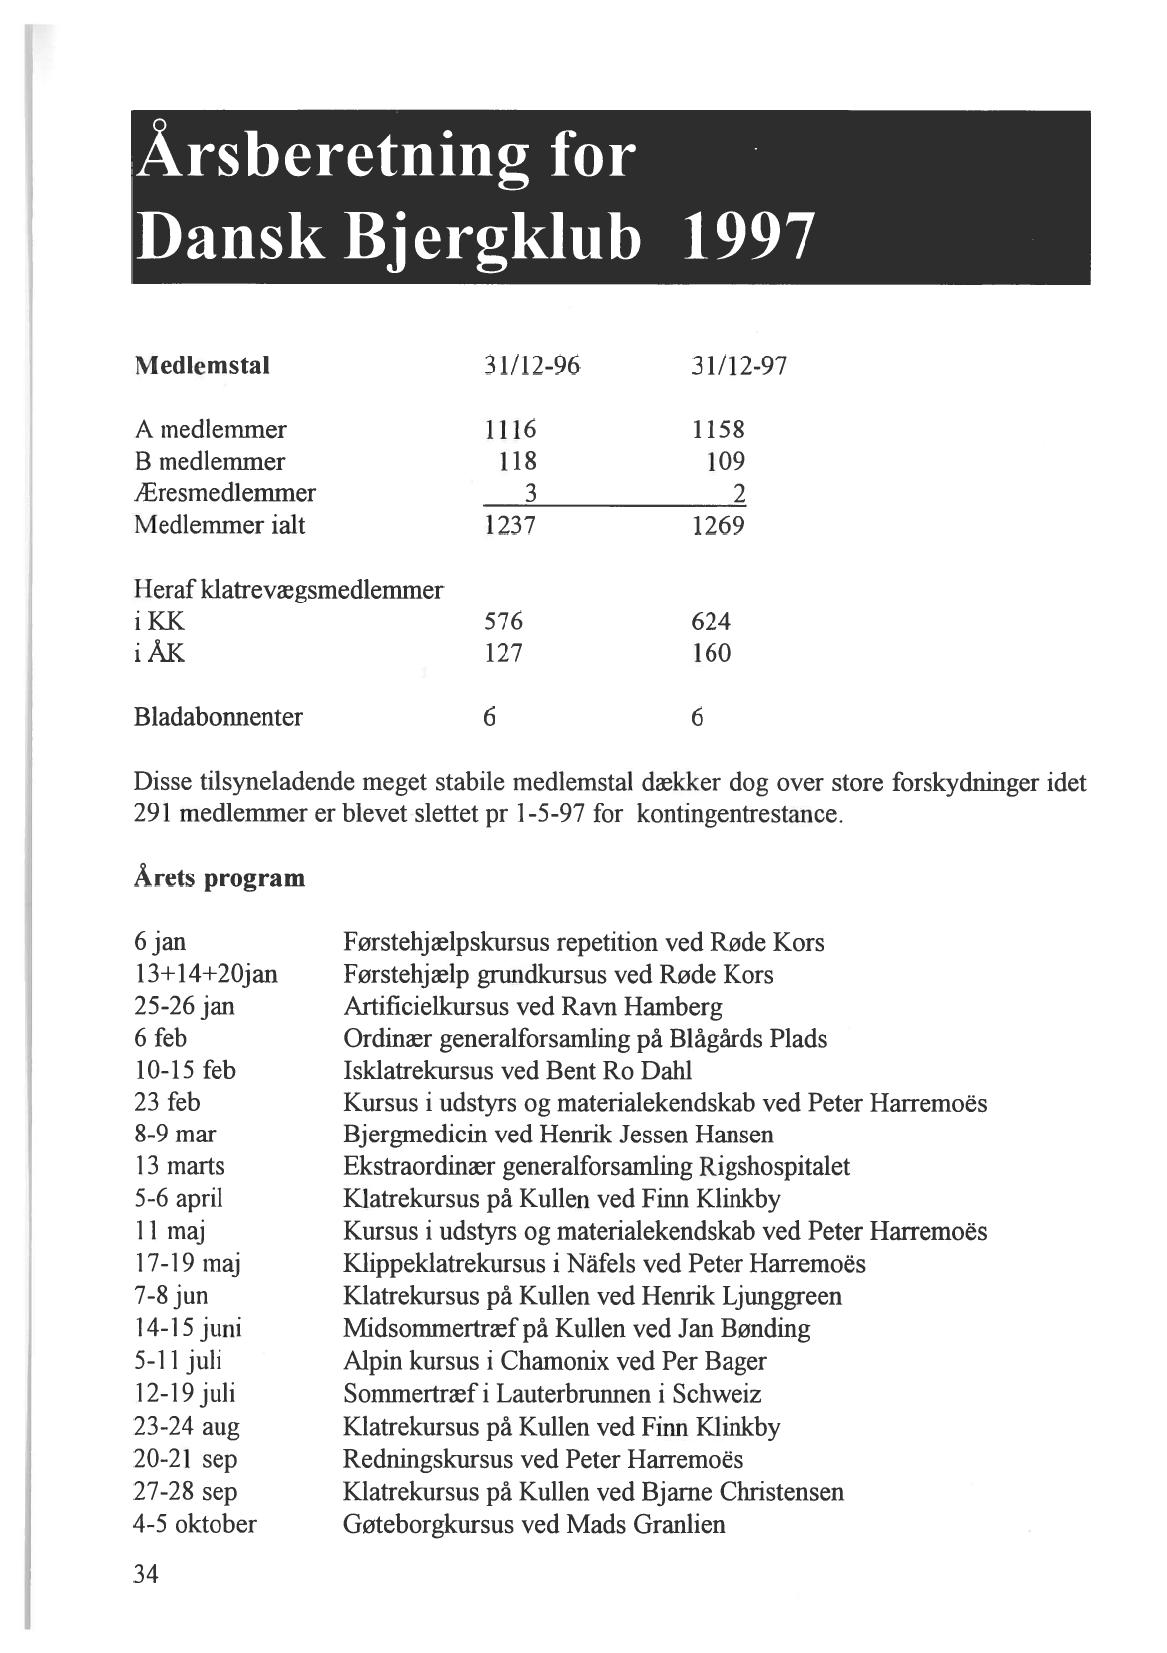 Årsberetning for
Dansk Bjergklub 1997
Medlemstal 31/12-96 31/12-97
A medlemmer 1116 1158
B medlemmer 118 109
Æresmedlemmer 3 2
Medlemmer ialt 1237 1269
Heraf klatrevægsmedlemmer
i KK 576 624
i ÅK 127 160
Bladabonnenter 6 6
Disse tilsyneladende meget stabile medlemstal dækker dog over store forskydninger idet
291 medlemmer er blevet slettet pr 1-5-97 for kontingentrestance.
Årets program
6 jan Førstehjælpskursus repetition ved Røde Kors
13+14+20jan Førstehjælp grundkursus ved Røde Kors
25-26 jan Artificielkursus ved Ravn Hamberg
6 feb Ordinær generalforsamling på Blågårds Plads
10-15 feb Isklatrekursus ved Bent Ro Dahl
23 feb Kursus i udstyrs og materialekendskab ved Peter Harremoës
8-9 mar Bjergmedicin ved Henrik Jessen Hansen
13 marts Ekstraordinær generalforsamling Rigshospitalet
5-6 april Klatrekursus på Kullen ved Finn Klinkby
11 maj Kursus i udstyrs og materialekendskab ved Peter Harremoës
17-19 maj Klippeklatrekursus i Näfels ved Peter Harremoës
7-8 jun Klatrekursus på Kullen ved Henrik Ljunggreen
14-15 juni Midsommertræf på Kullen ved Jan Bønding
5-11 juli Alpin kursus i Chamonix ved Per Bager
12-19 juli Sommertræf i Lauterbrunnen i Schweiz
23-24 aug Klatrekursus på Kullen ved Finn Klinkby
20-21 sep Redningskursus ved Peter Harremoës
27-28 sep Klatrekursus på Kullen ved Bjarne Christensen
4-5 oktober Gøteborgkursus ved Mads Granlien
34